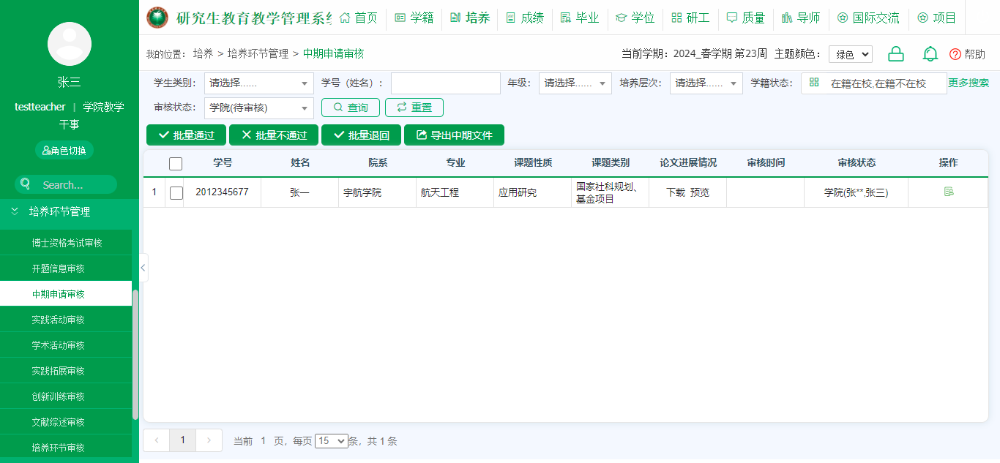 研究生教育教学管理系统
首页
学籍
培养
成绩
毕业
学位
研工
质量
导师
国际交流
项目
张三
testteacher | 学院教学
干事
角色切换
Search...
培养环节管理
博士资格考试审核
开题信息审核
中期申请审核
实践活动审核
学术活动审核
实践拓展审核
创新训练审核
文献综述审核
培养环节审核
我的位置： 培养 > 培养环节管理 > 中期申请审核
当前学期：2024_春学期 第23周 主题颜色： 绿色 帮助
学生类别： 请选择...... 学号（姓名）： 年级： 请选择...... 培养层次： 请选择...... 学籍状态： 在籍在校,在籍不在校 更多搜索
审核状态： 学院(待审核) 查询 重置
批量通过 批量不通过 批量退回 导出中期文件
学号 姓名 院系 专业 课题性质 课题类别 论文进展情况 审核时间 审核状态 操作
1 2012345677 张一 宇航学院 航天工程 应用研究 国家社科规划、 下载 预览 学院(张**,张三)
基金项目
< 1 > 当前 1 页，每页 15 条，共 1 条